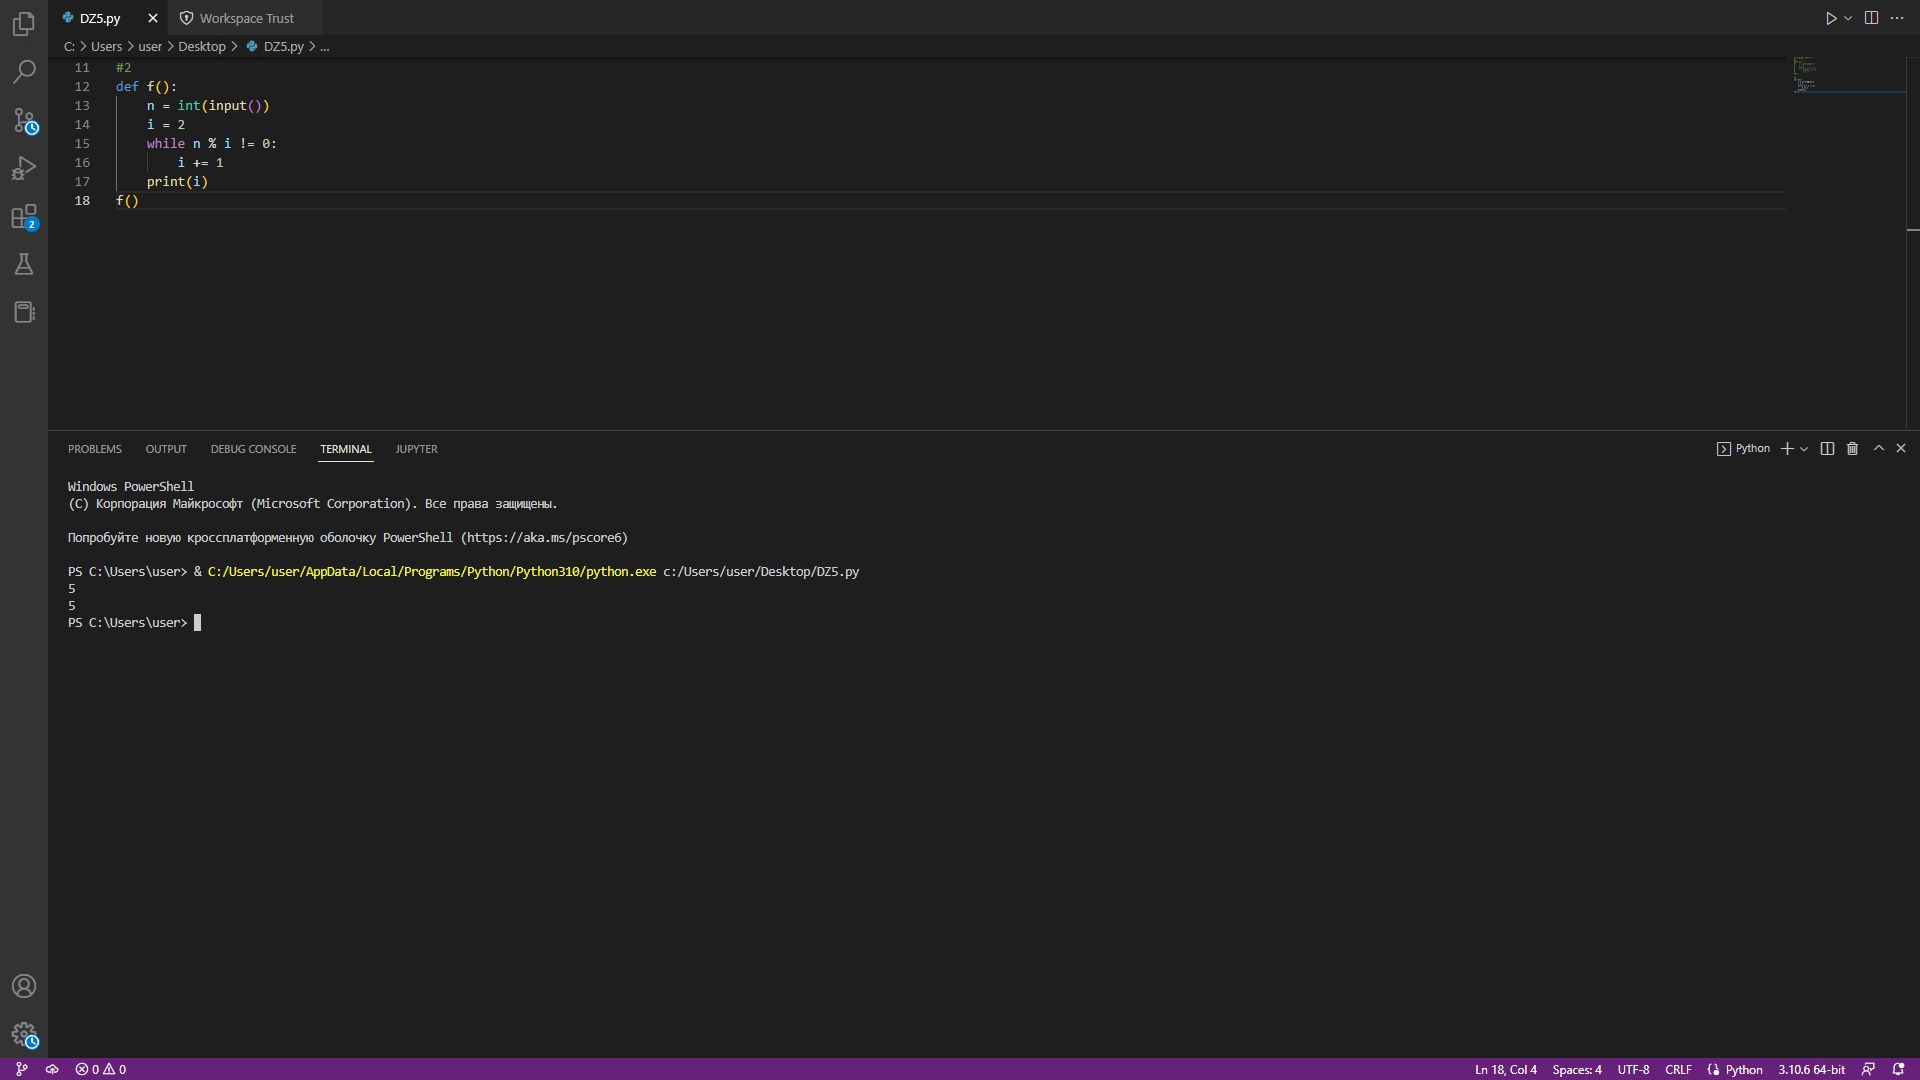 DZ5.py
Workspace Trust
C: > Users > user > Desktop > DZ5.py > ...
11 #2
12 def f():
13 n = int(input())
14 i = 2
15 while n % i != 0:
16 i += 1
17 print(i)
18 f()
2
PROBLEMS OUTPUT DEBUG CONSOLE TERMINAL JUPYTER
Python
Windows PowerShell
(C) Корпорация Майкрософт (Microsoft Corporation). Все права защищены.
Попробуйте новую кроссплатформенную оболочку PowerShell (https://aka.ms/pscore6)
PS C:\Users\user> & C:/Users/user/AppData/Local/Programs/Python/Python310/python.exe c:/Users/user/Desktop/DZ5.py
5
5
PS C:\Users\user>
0 0
Ln 18, Col 4 Spaces: 4 UTF-8 CRLF Python 3.10.6 64-bit